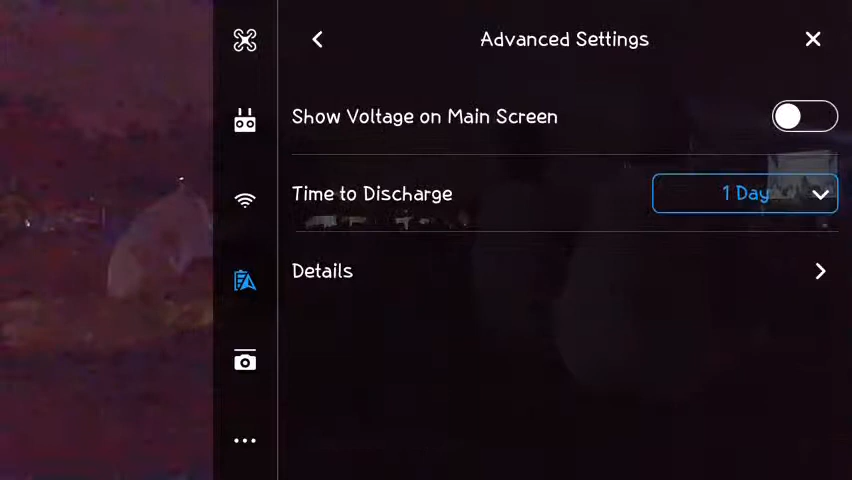 Advanced Settings
Show Voltage on Main Screen
Time to Discharge
1 Day
Details